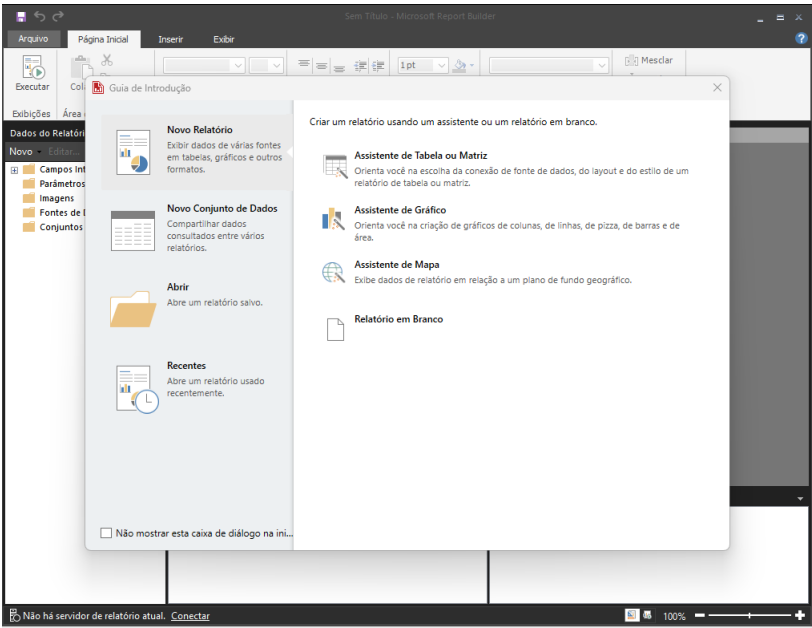 Sem Título - Microsoft Report Builder
Arquivo Página Inicial Inserir Exibir
?
Executar
1pt
Mesclar
Exibições
Dados do Relatóri
Novo Editar...
Campos Int
Parâmetros
Imagens
Fontes de
Conjuntos
Guia de Introdução
Novo Relatório
Exibir dados de várias fontes
em tabelas, gráficos e outros
formatos.
Novo Conjunto de Dados
Compartilhar dados
consultados entre vários
relatórios.
Abrir
Abre um relatório salvo.
Recentes
Abre um relatório usado
recentemente.
Não mostrar esta caixa de diálogo na ini...
Criar um relatório usando um assistente ou um relatório em branco.
Assistente de Tabela ou Matriz
Orienta você na escolha da conexão de fonte de dados, do layout e do estilo de um
relatório de tabela ou matriz.
Assistente de Gráfico
Orienta você na criação de gráficos de colunas, de linhas, de pizza, de barras e de
área.
Assistente de Mapa
Exibe dados de relatório em relação a um plano de fundo geográfico.
Relatório em Branco
Não há servidor de relatório atual. Conectar
100%